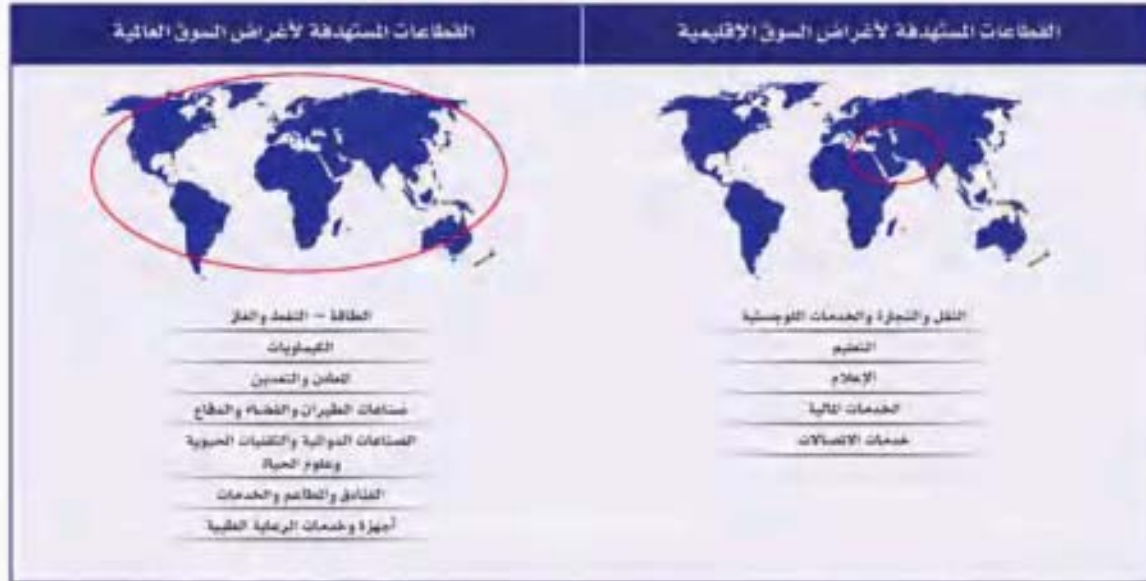 القطاعات المستهدفة لأغراض السوق الإقليمية
النقل والتجارة والخدمات اللوجستية
التعليم
الإعلام
الخدمات المالية
خدمات الاتصالات
القطاعات المستهدفة لأغراض السوق العالمية
الطاقة – النفط والغاز
الكيماويات
المعادن والتعدين
صناعات الطيران والفضاء والدفاع
الصناعات الدوائية والتقنيات الحيوية
وعلوم الحياة
الفنادق والمطاعم والخدمات
أجهزة وخدمات الرعاية الطبية